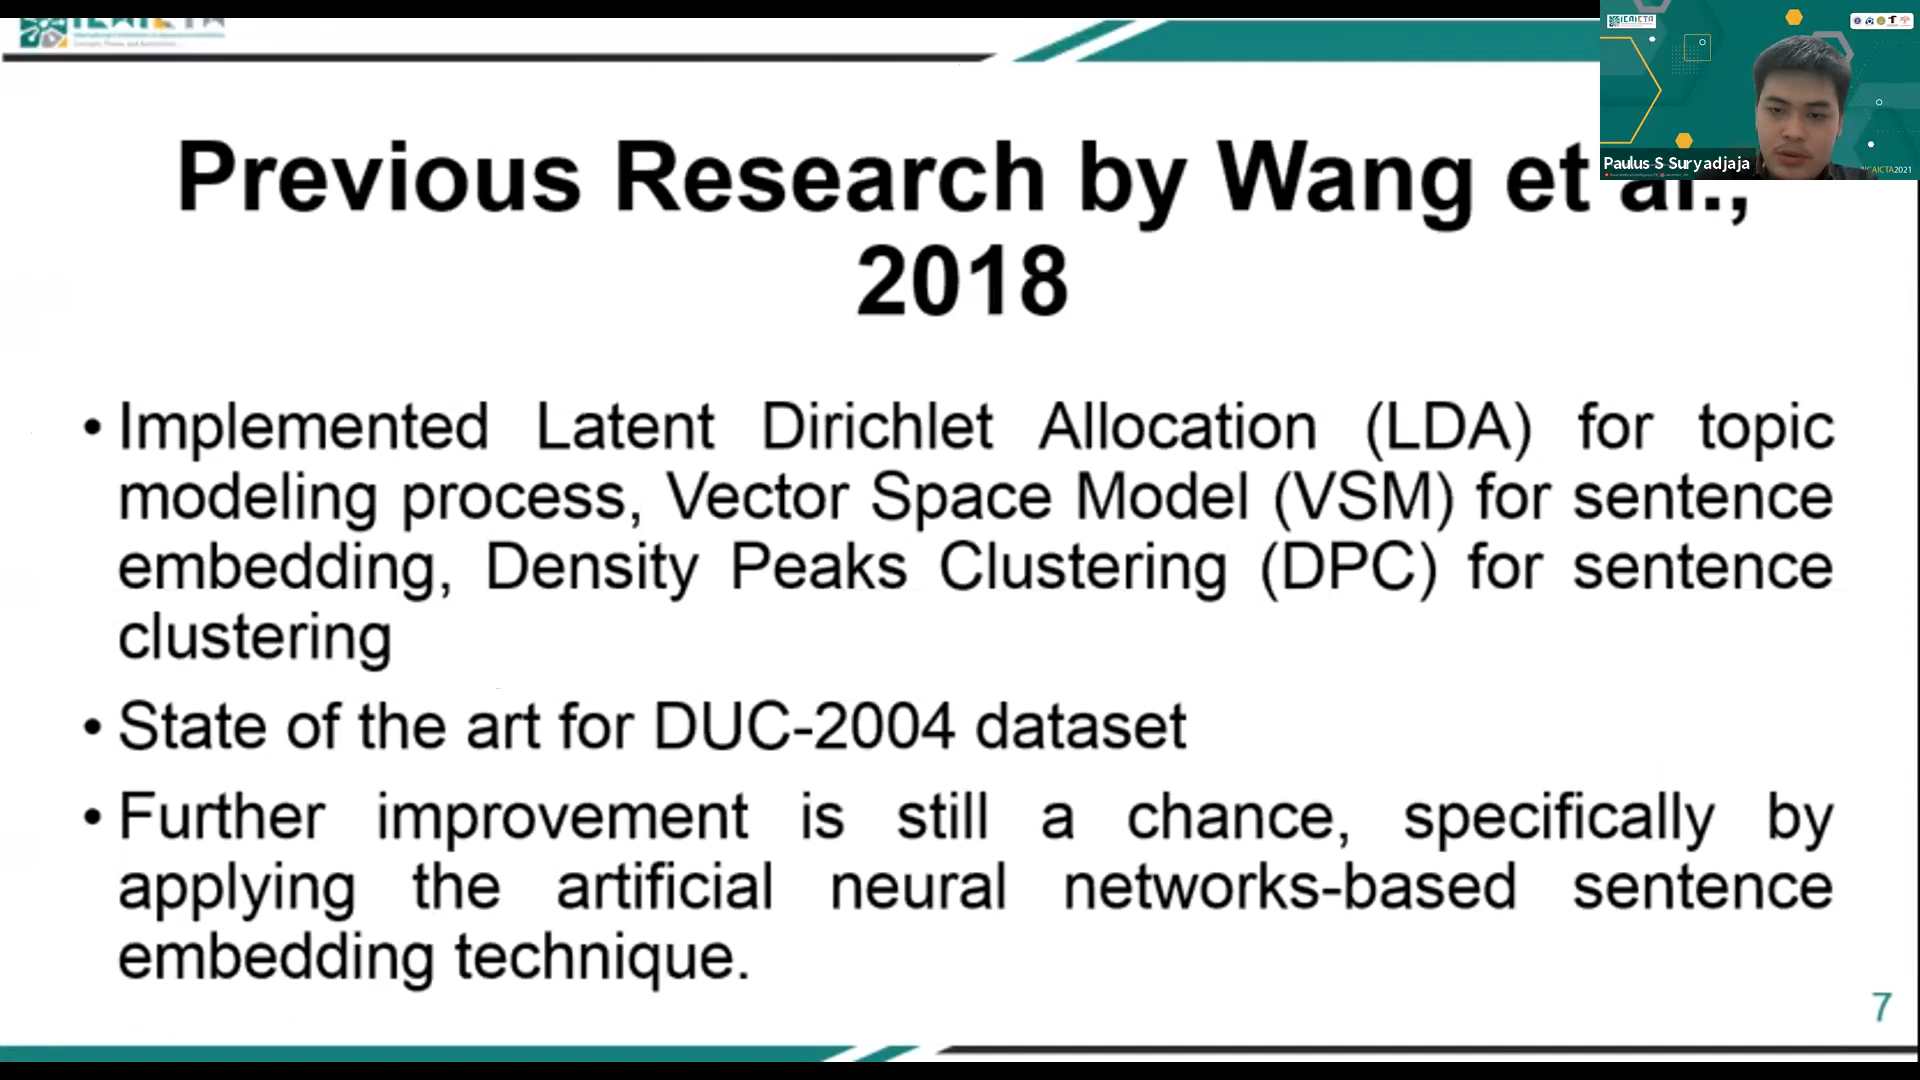 Previous Research by Wang et al.,
2018
• Implemented Latent Dirichlet Allocation (LDA) for topic
modeling process, Vector Space Model (VSM) for sentence
embedding, Density Peaks Clustering (DPC) for sentence
clustering
• State of the art for DUC-2004 dataset
• Further improvement is still a chance, specifically by
applying the artificial neural networks-based sentence
embedding technique.
7
ICAICTA
Paulus S Suryadjaja
ICAICTA2021